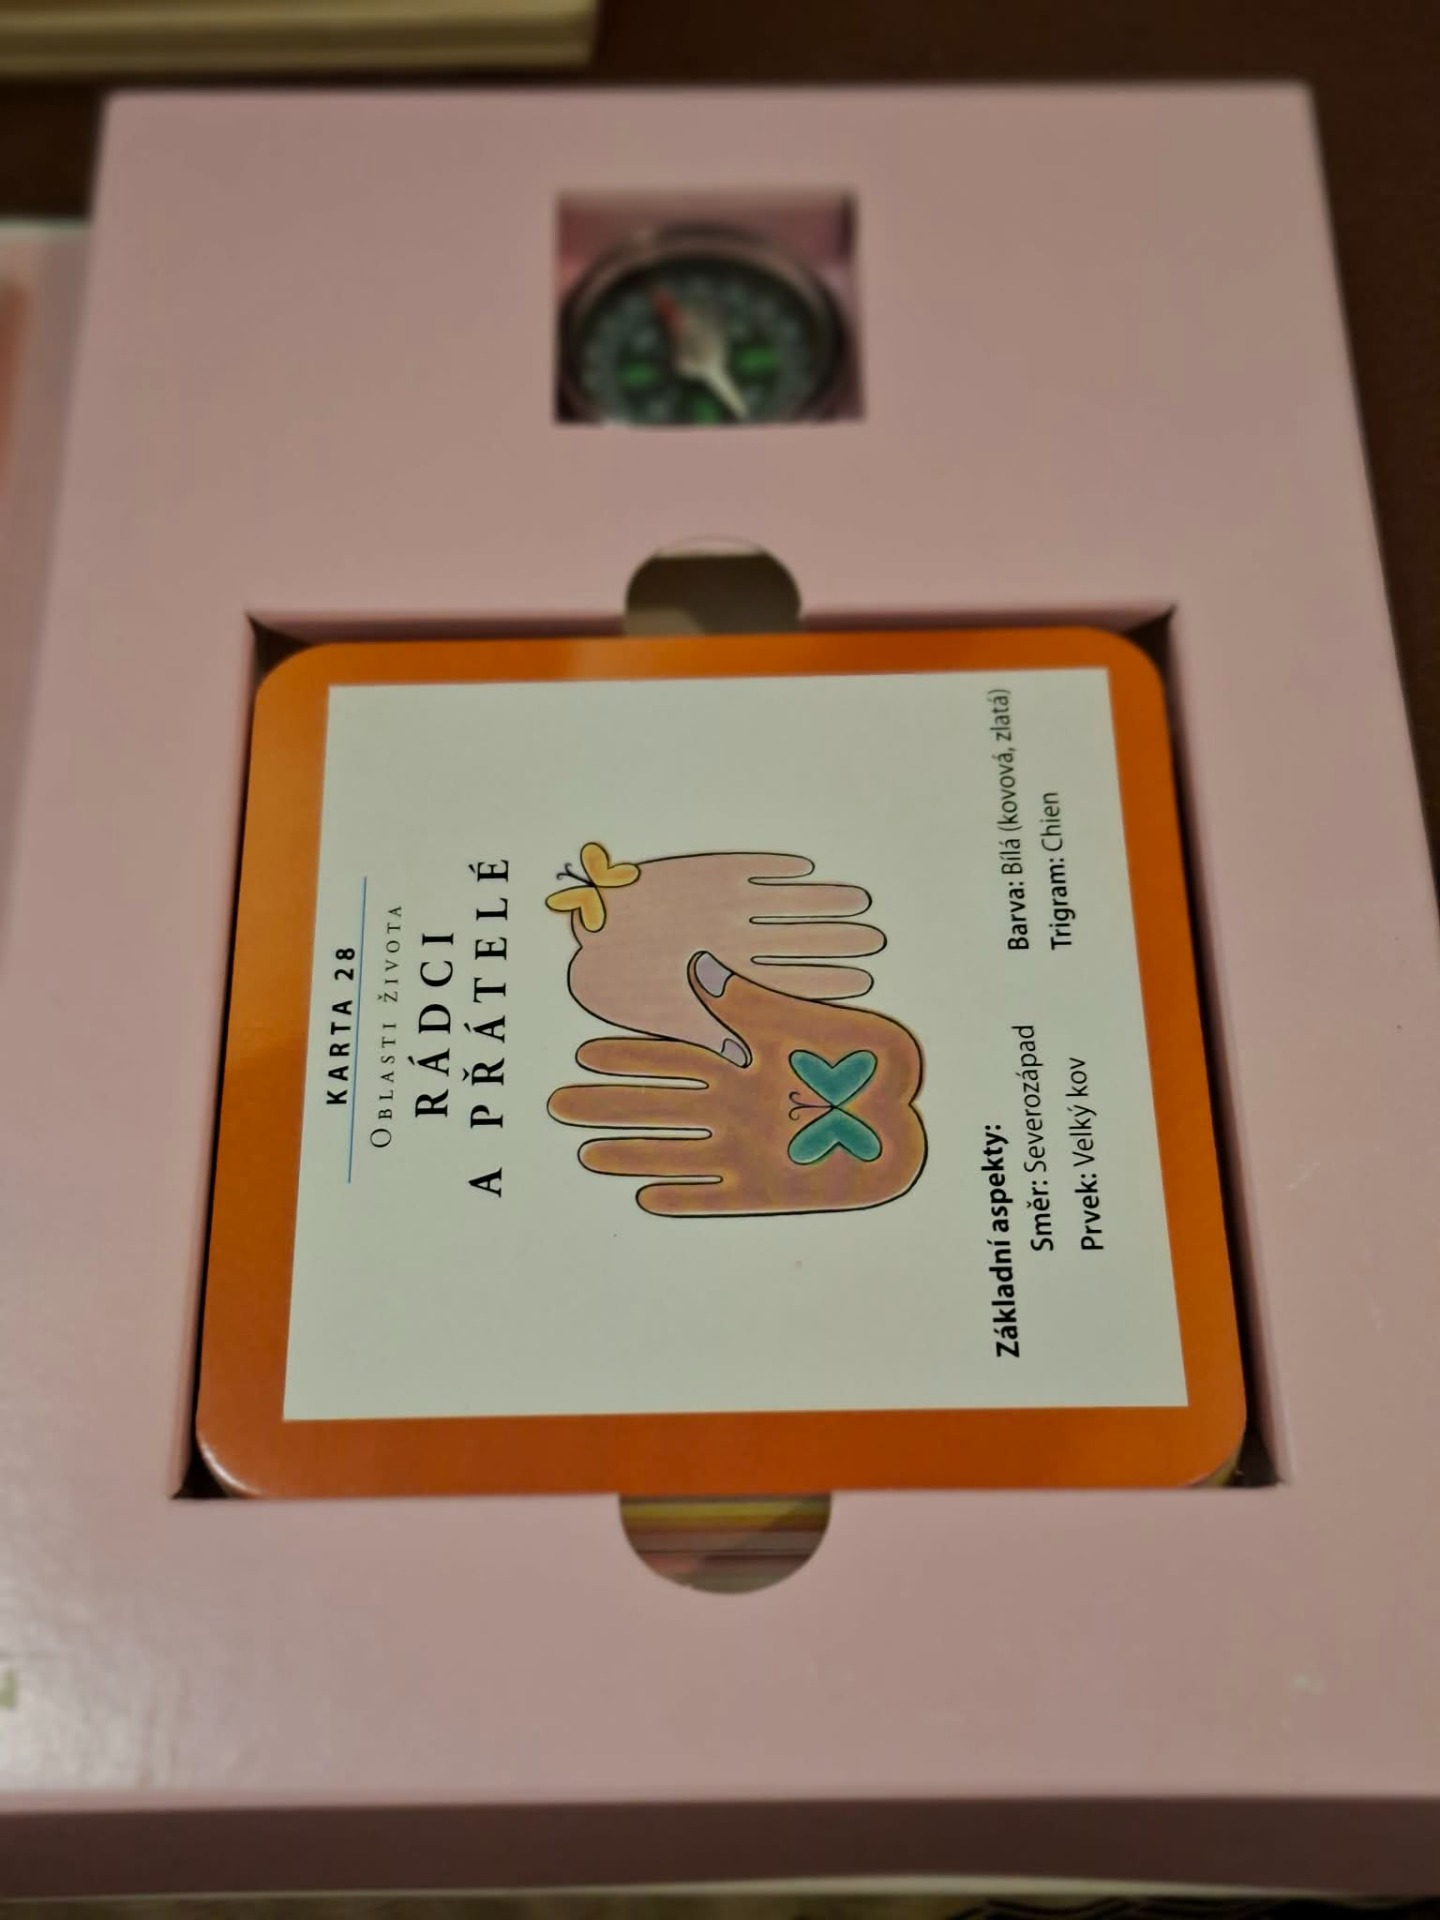 KARTA 28
OBLASTI ŽIVOTA
RÁDCI
A PŘÁTELÉ
Základní aspekty:
Směr: Severozápad
Barva: Bílá (kovová, zlatá)
Prvek: Velký kov
Trigram: Chien